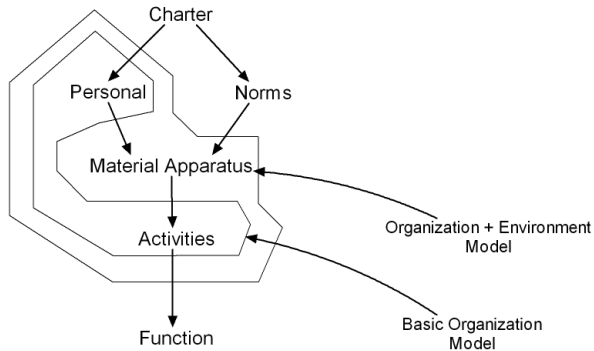 Charter
Personal
Norms
Material Apparatus
Organization + Environment
Model
Activities
Basic Organization
Model
Function